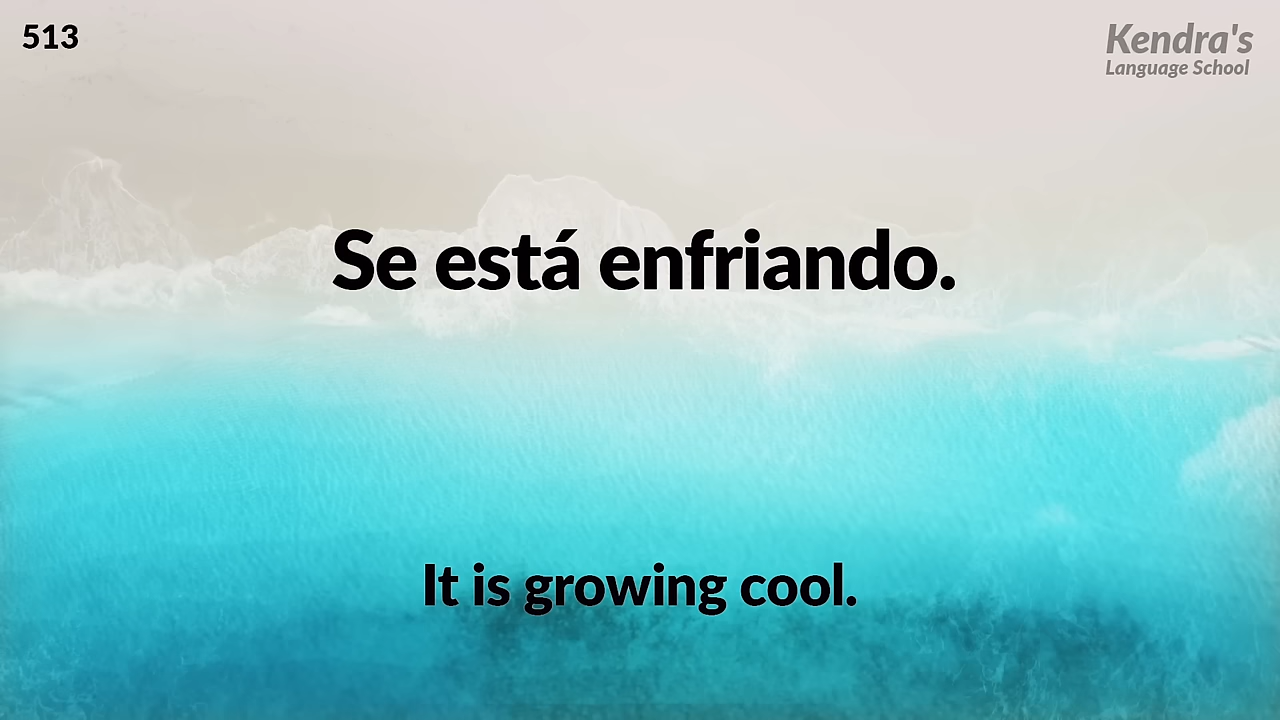 513
Kendra's
Language School
Se está enfriando.
It is growing cool.